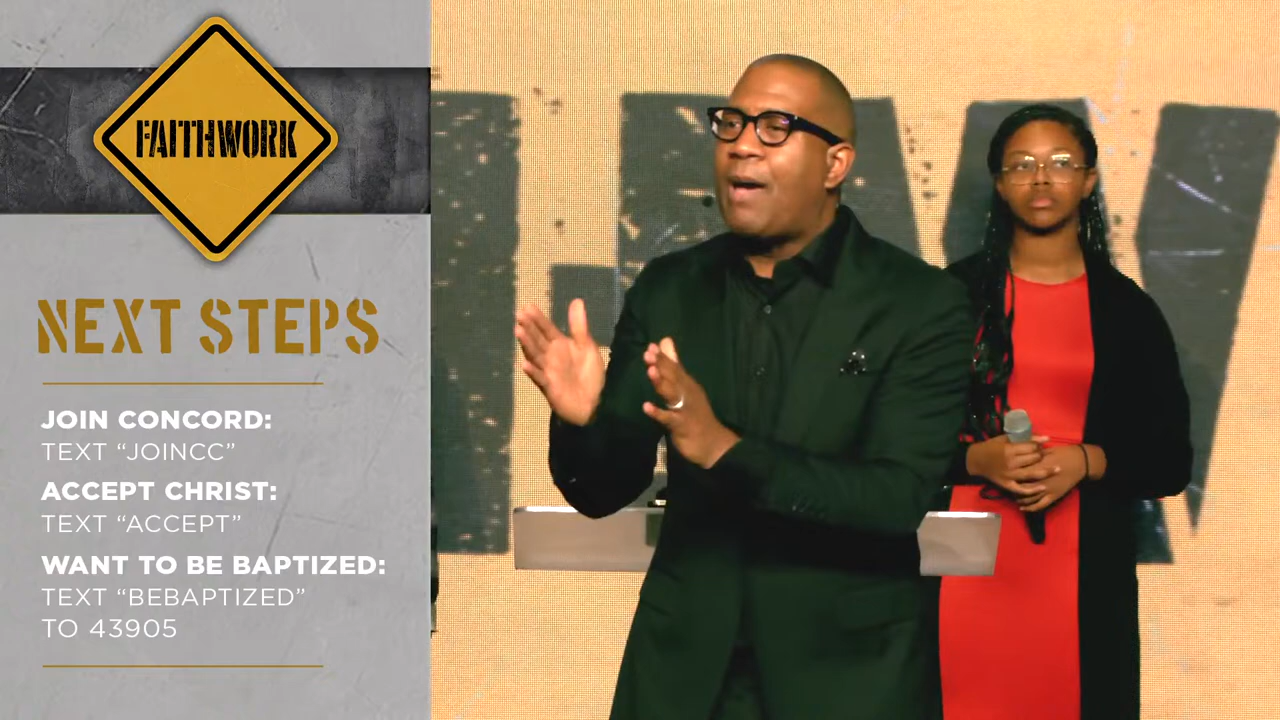 FAITHWORK
NEXT STEPS
JOIN CONCORD:
TEXT “JOINCC”
ACCEPT CHRIST:
TEXT “ACCEPT”
WANT TO BE BAPTIZED:
TEXT “BEBAPTIZED”
TO 43905